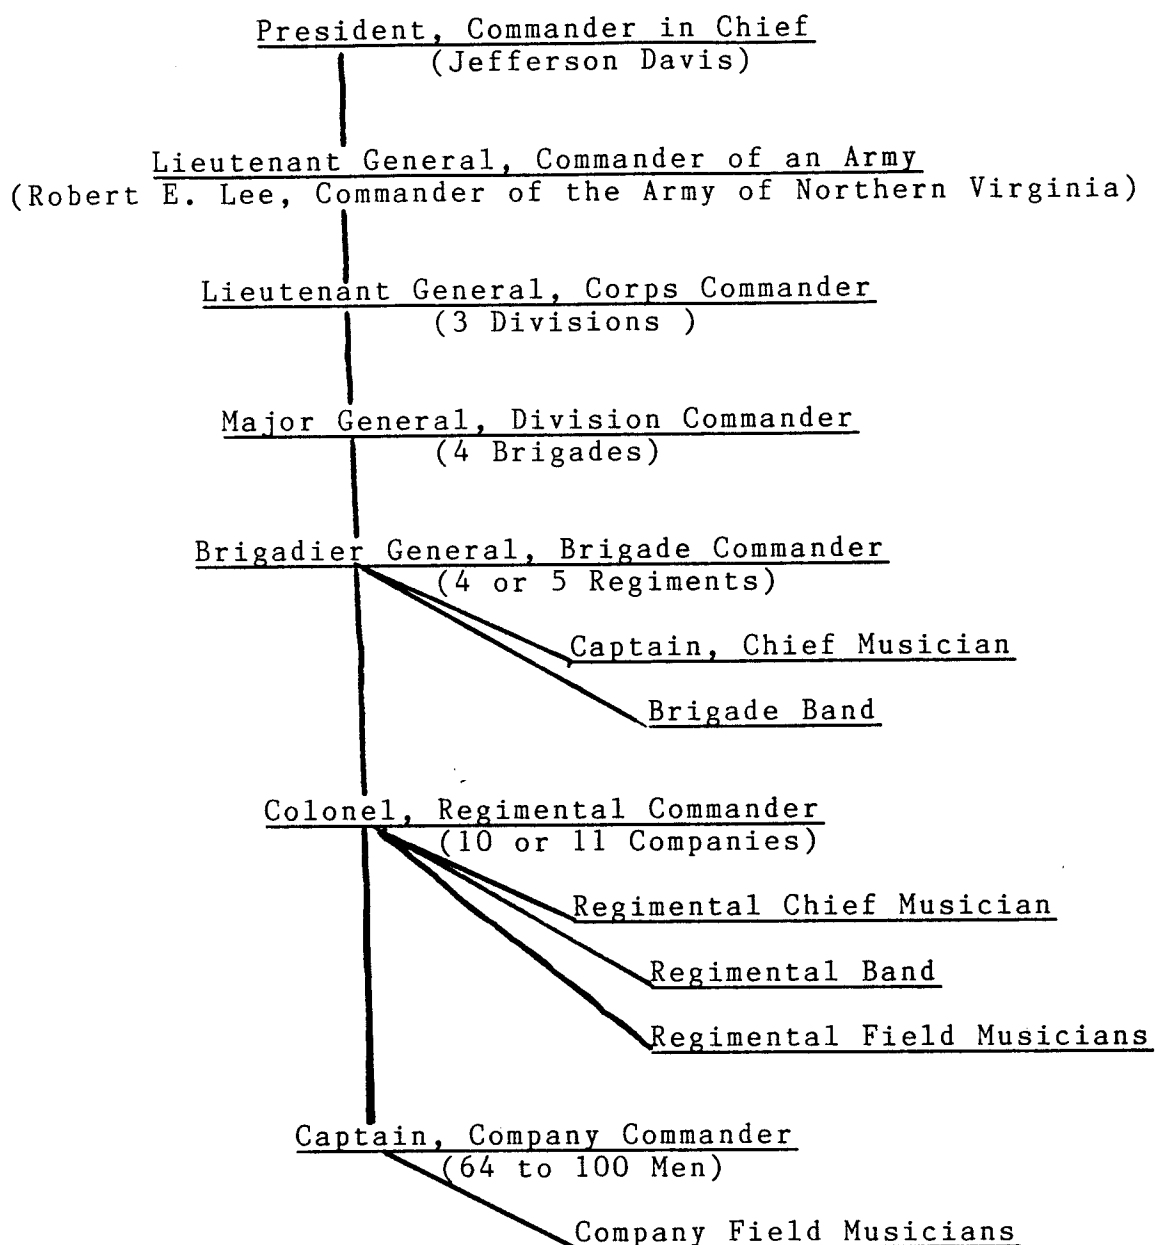 President, Commander in Chief
(Jefferson Davis)
Lieutenant General, Commander of an Army
(Robert E. Lee, Commander of the Army of Northern Virginia)
Lieutenant General, Corps Commander
(3 Divisions )
Major General, Division Commander
(4 Brigades)
Brigadier General, Brigade Commander
(4 or 5 Regiments)
Captain, Chief Musician
Brigade Band
Colonel, Regimental Commander
(10 or 11 Companies)
Regimental Chief Musician
Regimental Band
Regimental Field Musicians
Captain, Company Commander
(64 to 100 Men)
Company Field Musicians